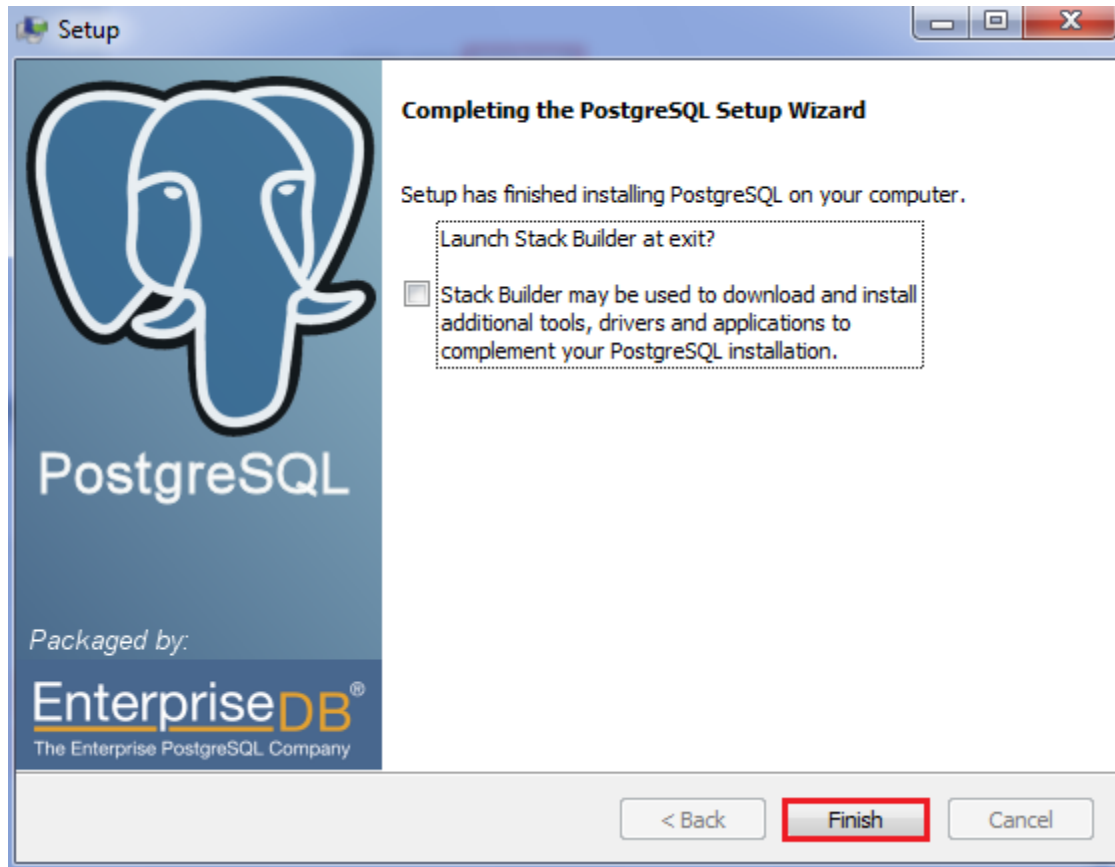 Setup
Completing the PostgreSQL Setup Wizard
Setup has finished installing PostgreSQL on your computer.
Launch Stack Builder at exit?
Stack Builder may be used to download and install
additional tools, drivers and applications to
complement your PostgreSQL installation.
PostgreSQL
Packaged by:
EnterpriseDB®
The Enterprise PostgreSQL Company
< Back
Finish
Cancel